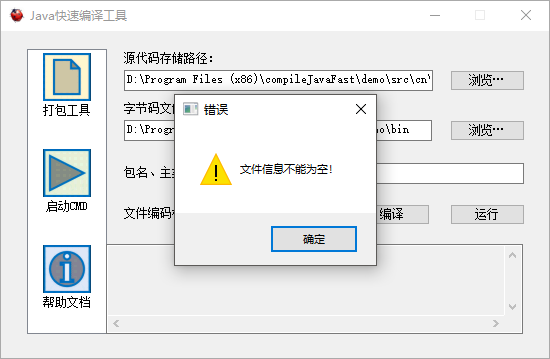 Java快速编译工具
源代码存储路径：
D:\Program Files (x86)\compileJavaFast\demo\src\cn\
浏览…
打包工具
错误
字节码文
D:\Progr
o\bin
浏览…
文件信息不能为空!
包名、主
启动CMD
文件编码
编译
运行
确定
帮助文档